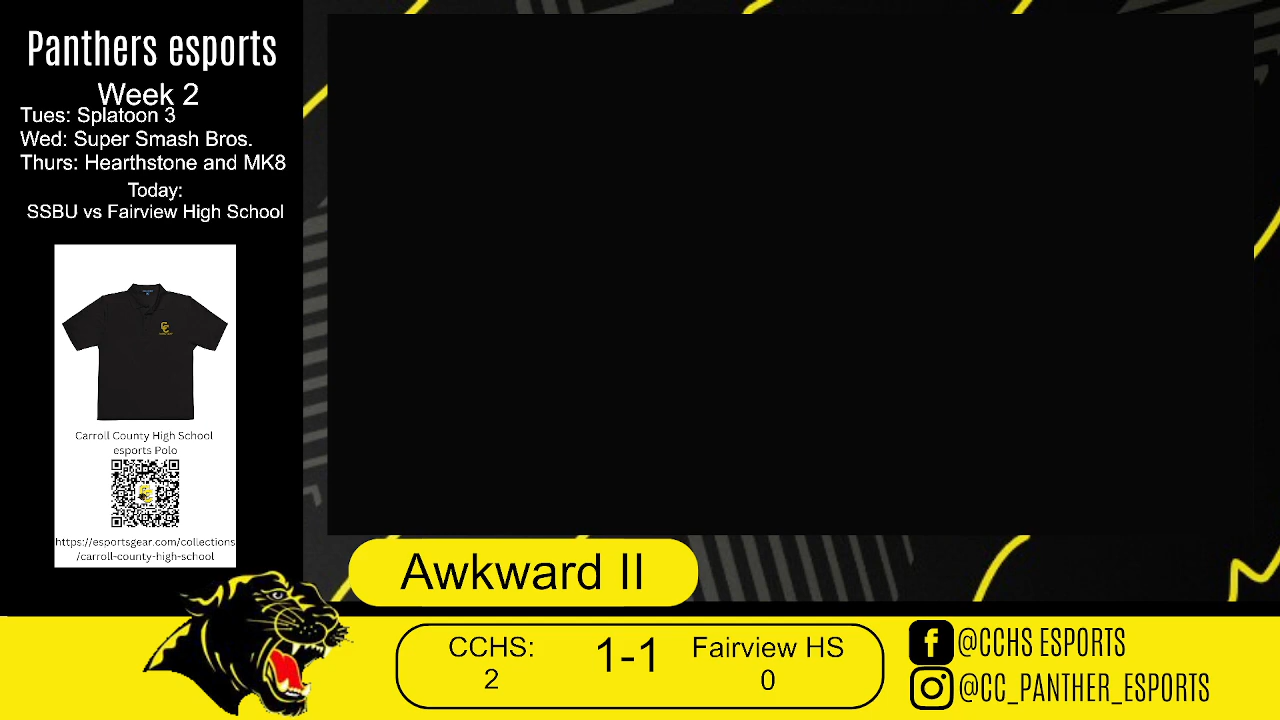 Panthers esports
Week 2
Tues: Splatoon 3
Wed: Super Smash Bros.
Thurs: Hearthstone and MK8
Today:
SSBU vs Fairview High School
Carroll County High School
esports Polo
https://esportsgear.com/collections
/carroll-county-high-school
Awkward II
CCHS:
2
1-1
Fairview HS
0
@CCHS ESPORTS
@CC_PANTHER_ESPORTS